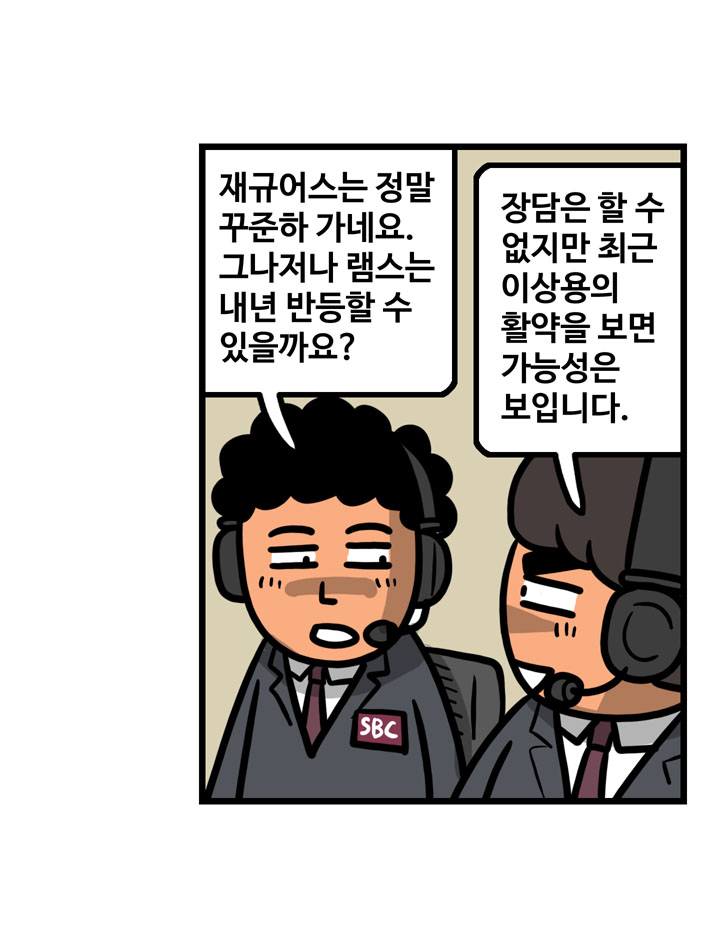 재규어스는 정말
꾸준하 가네요.
그나저나 램스는
내년 반등할 수
있을까요?
장담은 할 수
없지만 최근
이상용의
활약을 보면
가능성은
보입니다.
SBC